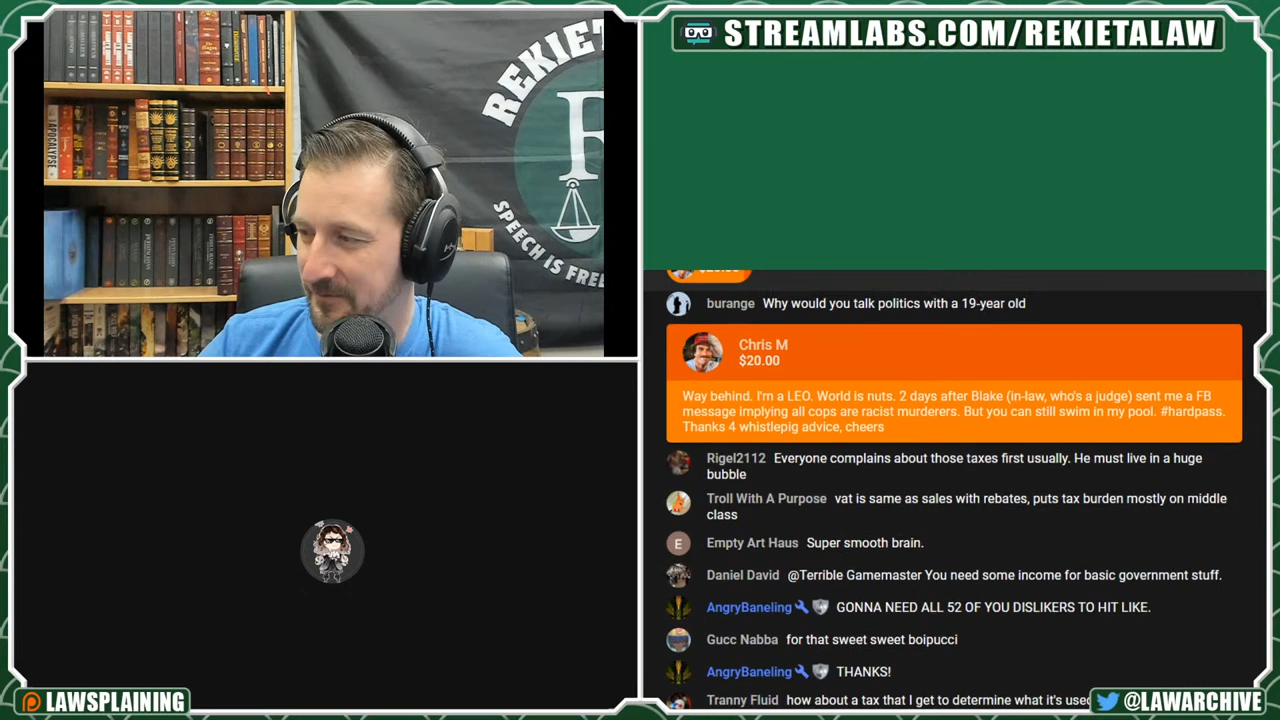 STREAMLABS.COM/REKIETALAW
APOCALYPSE
REKIET
SPEECH IS FREE
$20.00
burange Why would you talk politics with a 19-year old
Chris M
$20.00
Way behind. I'm a LEO. World is nuts. 2 days after Blake (in-law, who's a judge) sent me a FB
message implying all cops are racist murderers. But you can still swim in my pool. #hardpass.
Thanks 4 whistlepig advice, cheers
Rigel2112 Everyone complains about those taxes first usually. He must live in a huge
bubble
Troll With A Purpose vat is same as sales with rebates, puts tax burden mostly on middle
class
E Empty Art Haus Super smooth brain.
Daniel David @Terrible Gamemaster You need some income for basic government stuff.
AngryBaneling GONNA NEED ALL 52 OF YOU DISLIKERS TO HIT LIKE.
Gucc Nabba for that sweet sweet boipucci
AngryBaneling THANKS!
Tranny Fluid how about a tax that I get to determine what it's used
LAWSPLAINING
@LAWARCHIVE